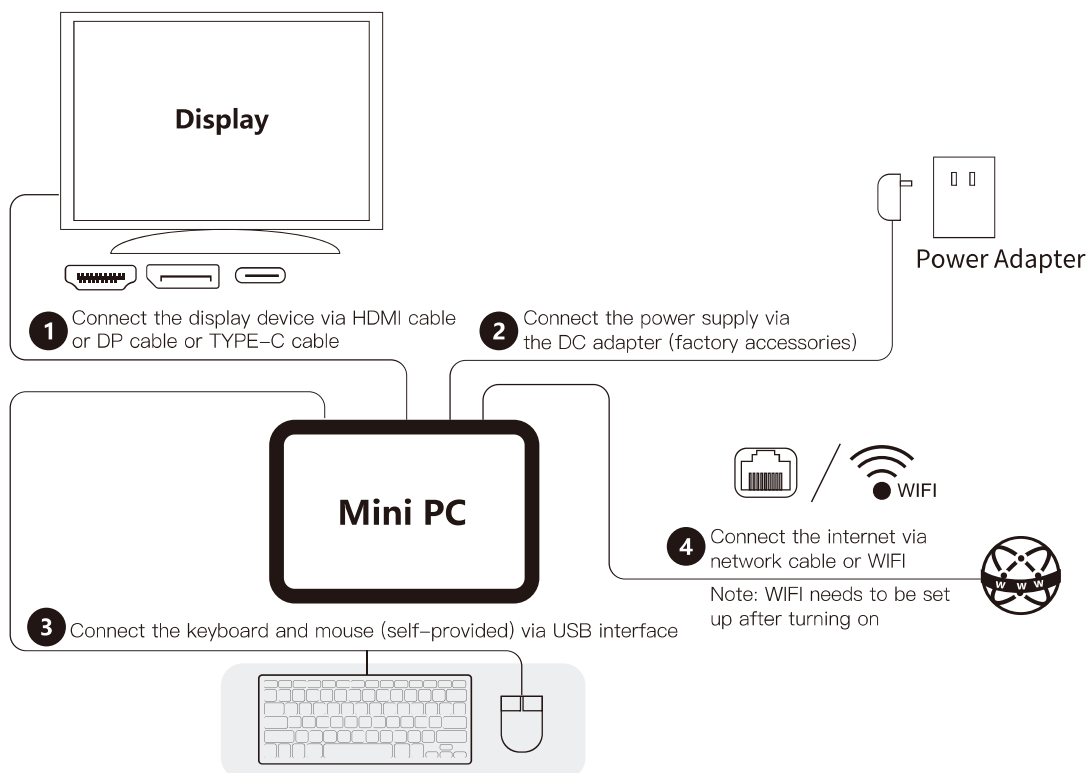 Display
Power Adapter
1 Connect the display device via HDMI cable
or DP cable or TYPE-C cable
2 Connect the power supply via
the DC adapter (factory accessories)
Mini PC
WIFI
4 Connect the internet via
network cable or WIFI
Note: WIFI needs to be set
up after turning on
W W W
3 Connect the keyboard and mouse (self-provided) via USB interface